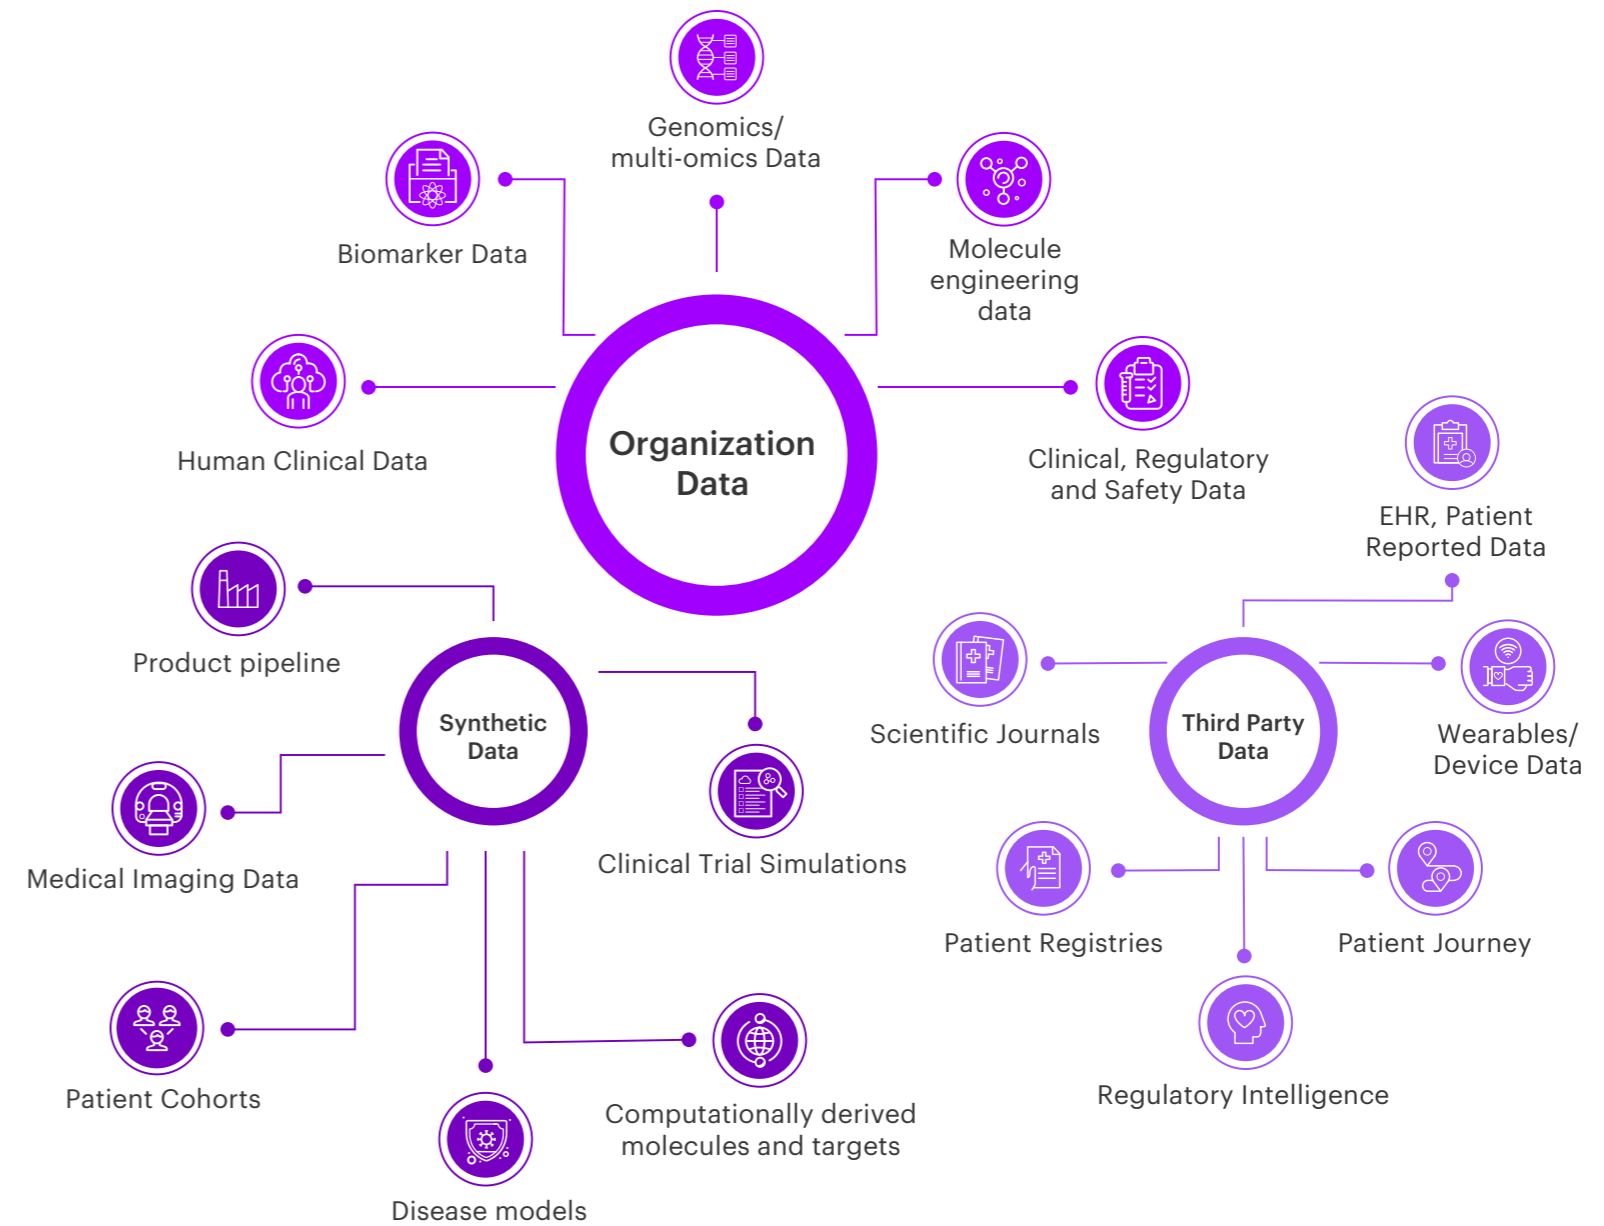 Genomics/
multi-omics Data
Biomarker Data
Molecule
engineering
data
Human Clinical Data
Organization
Data
Clinical, Regulatory
and Safety Data
EHR, Patient
Reported Data
Product pipeline
Synthetic
Data
Scientific Journals
Third Party
Data
Wearables/
Device Data
Medical Imaging Data
Clinical Trial Simulations
Patient Registries
Patient Journey
Patient Cohorts
Computationally derived
molecules and targets
Regulatory Intelligence
Disease models